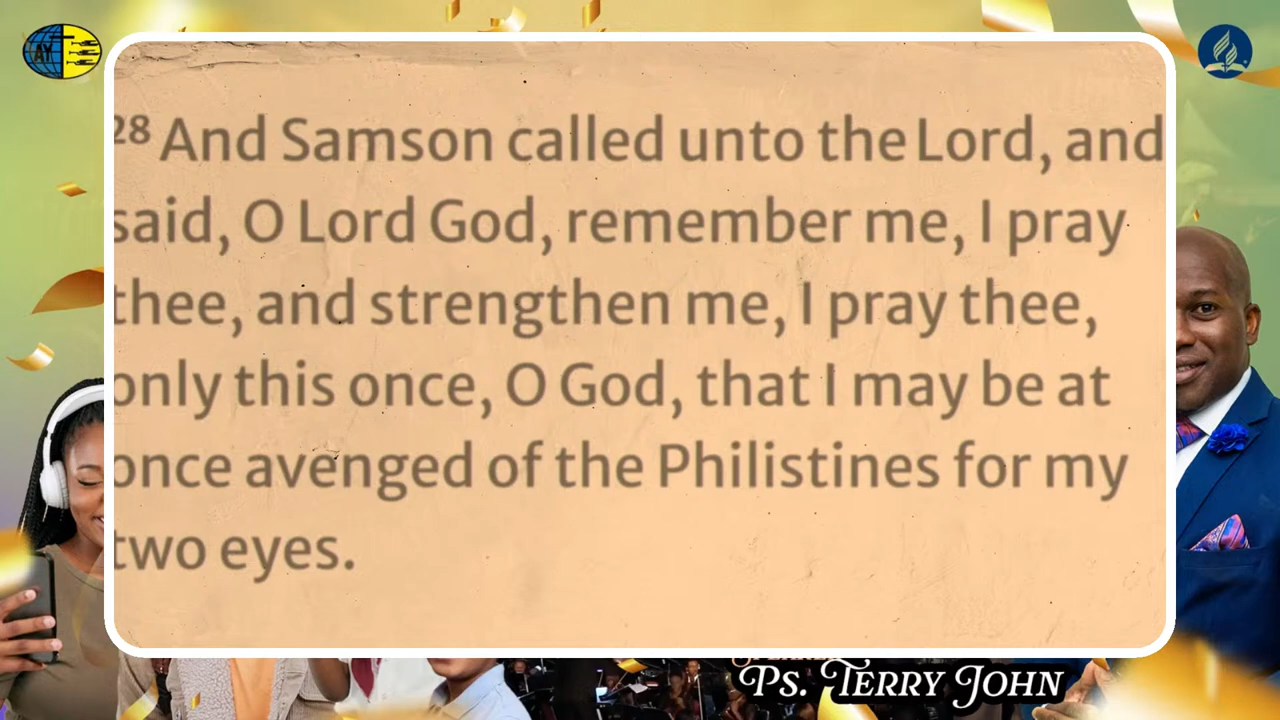 AY
28 And Samson called unto the Lord, and
said, O Lord God, remember me, I pray
thee, and strengthen me, I pray thee,
only this once, O God, that I may be at
once avenged of the Philistines for my
two eyes.
Ps. Terry John